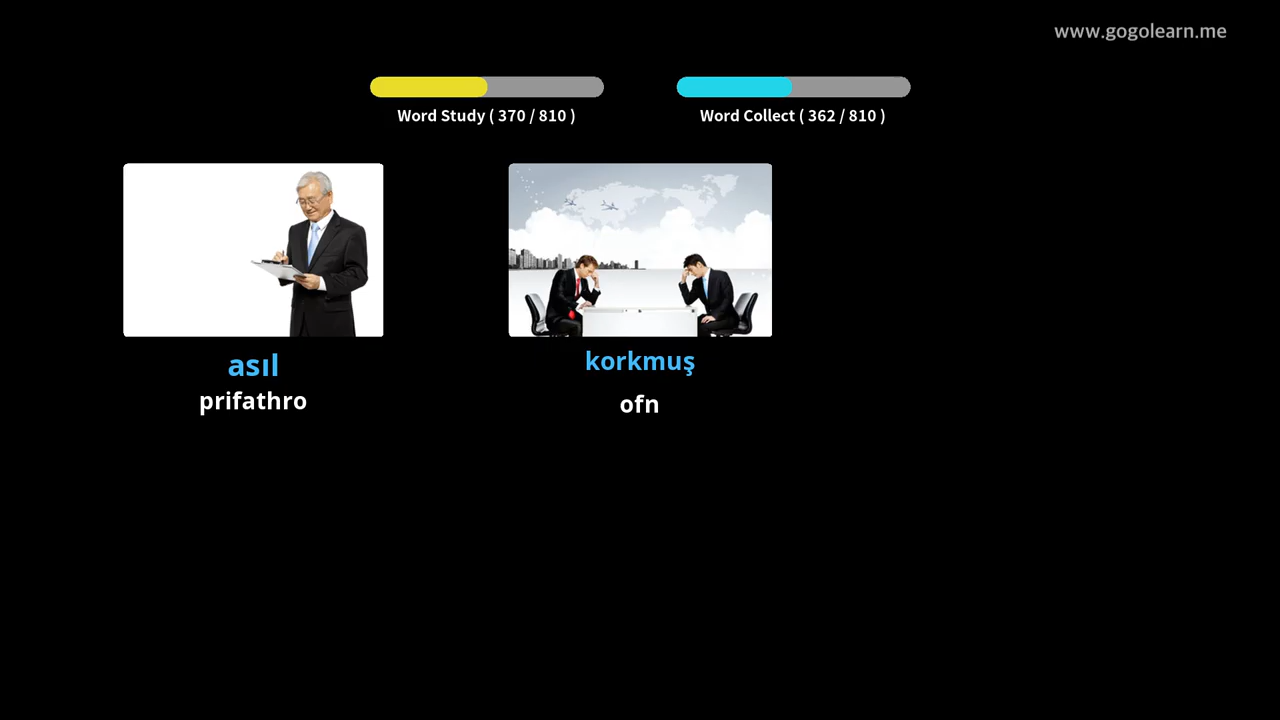 www.gogolearn.me
Word Study ( 370 / 810 )
Word Collect ( 362 / 810 )
asıl
prifathro
korkmuş
ofn